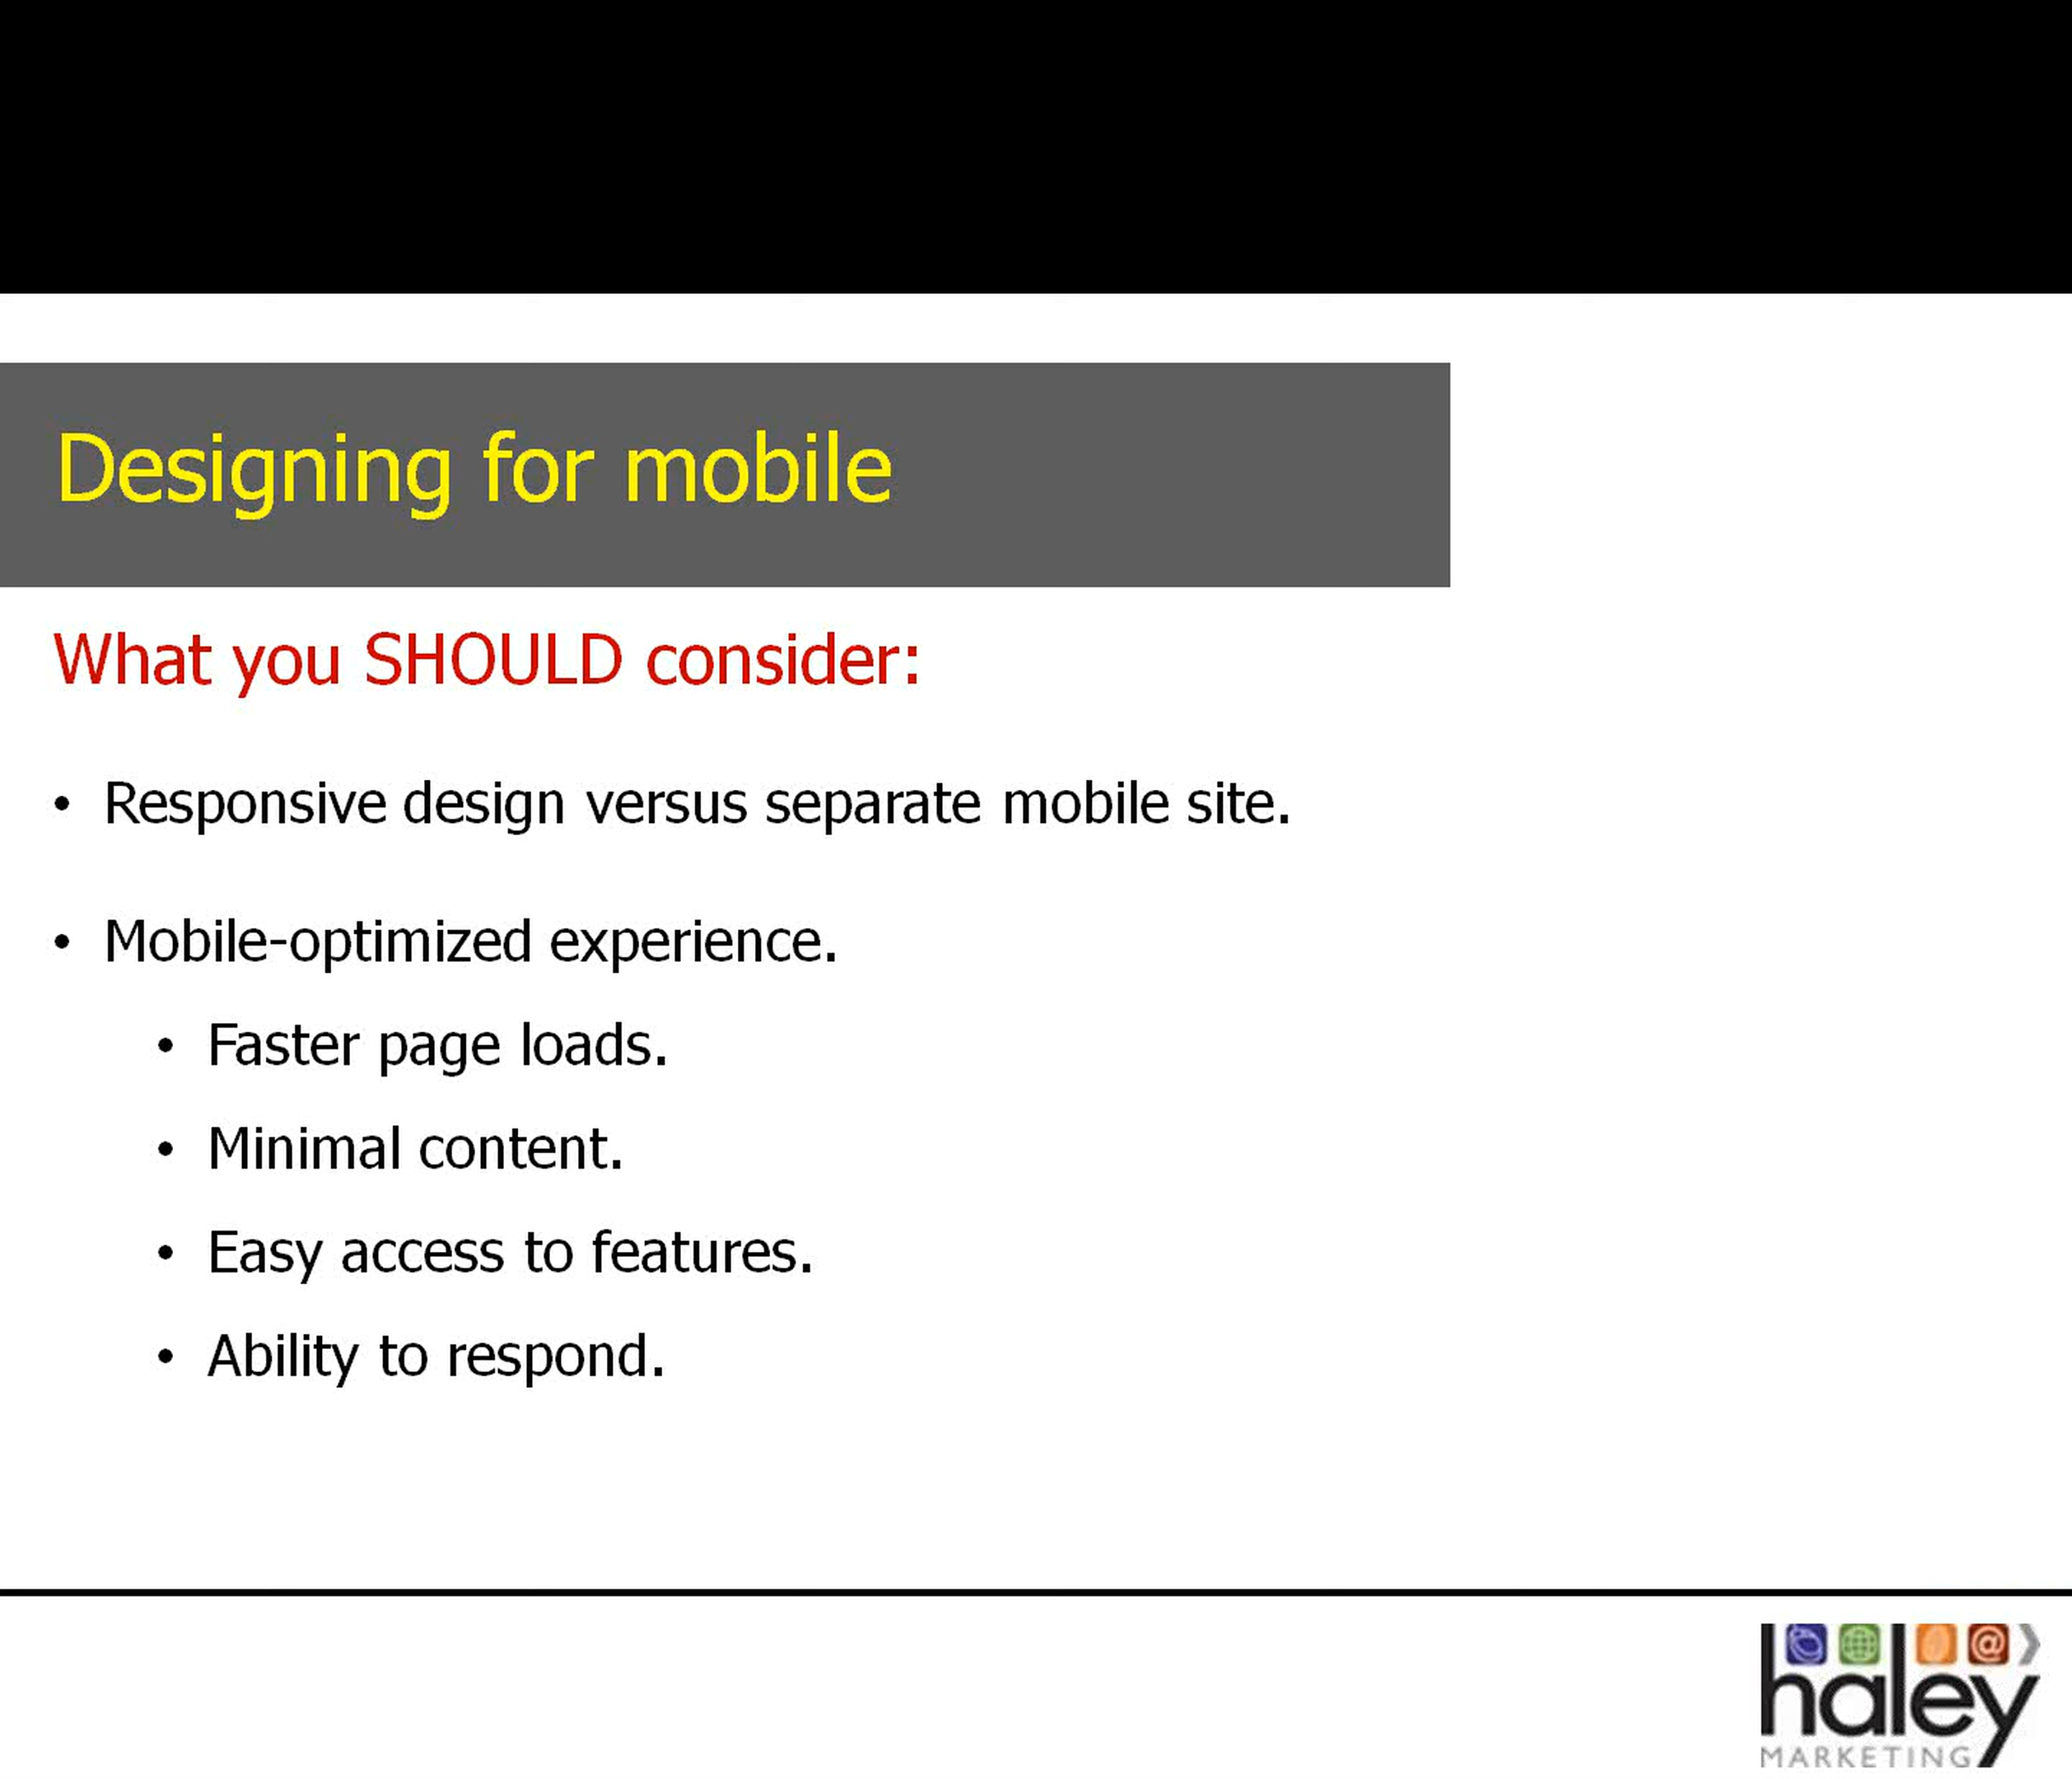 Designing for mobile
What you SHOULD consider:
• Responsive design versus separate mobile site.
• Mobile-optimized experience.
• Faster page loads.
• Minimal content.
• Easy access to features.
• Ability to respond.
haley
MARKETING